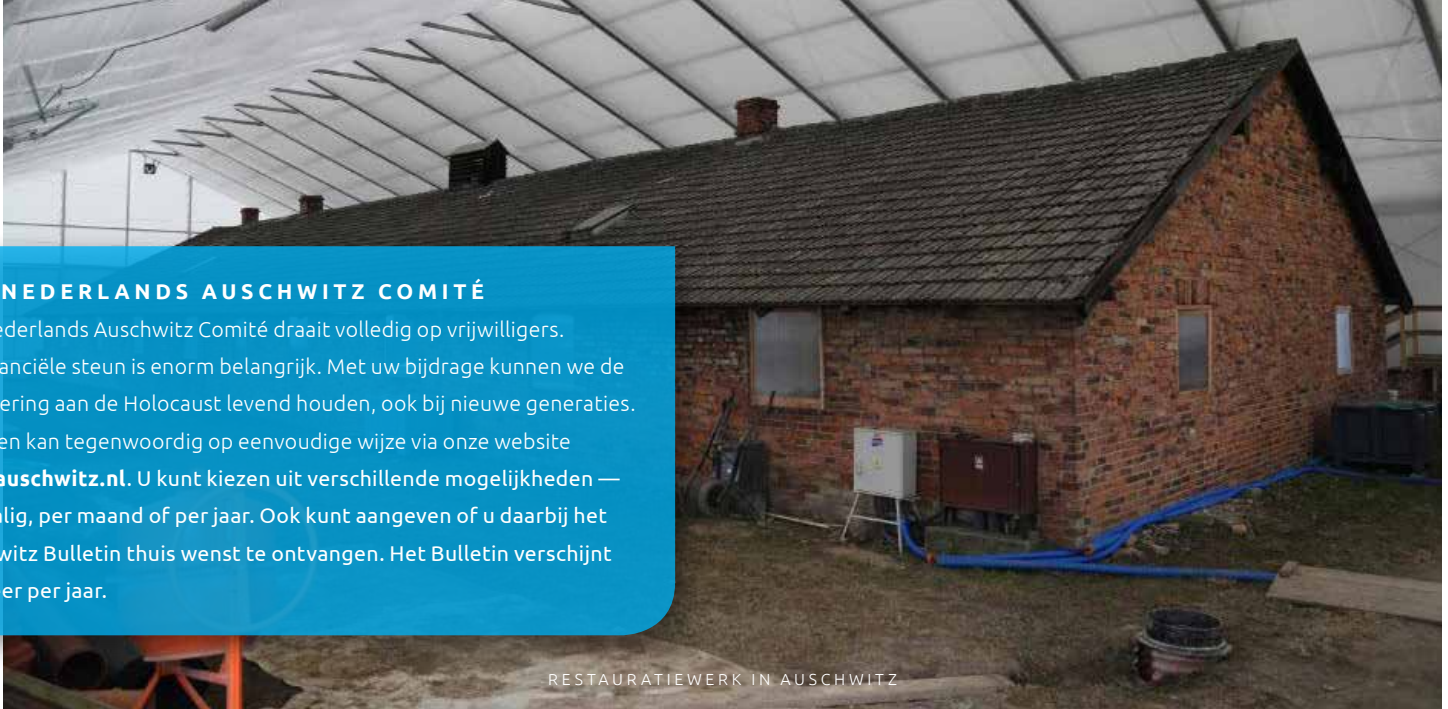 NEDERLANDS AUSCHWITZ COMITÉ
ederlands Auschwitz Comité draait volledig op vrijwilligers.
anciële steun is enorm belangrijk. Met uw bijdrage kunnen we de
ering aan de Holocaust levend houden, ook bij nieuwe generaties.
en kan tegenwoordig op eenvoudige wijze via onze website
auschwitz.nl. U kunt kiezen uit verschillende mogelijkheden —
alig, per maand of per jaar. Ook kunt aangeven of u daarbij het
witz Bulletin thuis wenst te ontvangen. Het Bulletin verschijnt
er per jaar.
RESTAURATIEWERK IN AUSCHWITZ